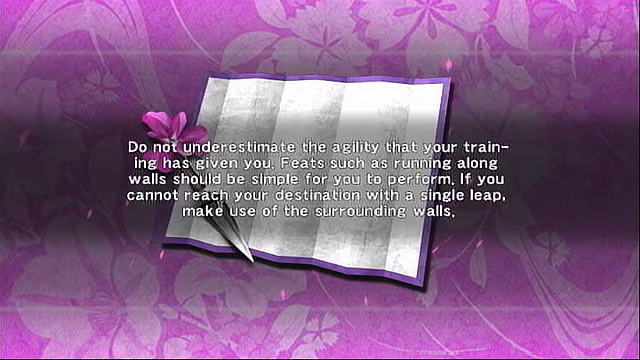 Do not underestimate the agility that your train-
ing has given you. Feats such as running along
walls should be simple for you to perform. If you
cannot reach your destination with a single leap,
make use of the surrounding walls.